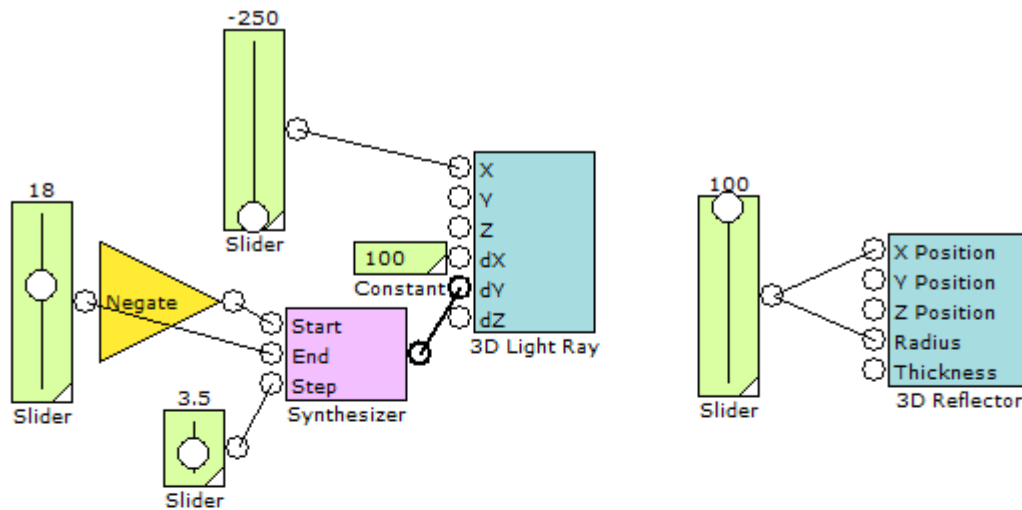 -250
Slider
18
Slider
Negate
3.5
Slider
Start
End
Step
Synthesizer
100
Constant
X
Y
Z
dX
dY
dZ
3D Light Ray
100
Slider
X Position
Y Position
Z Position
Radius
Thickness
3D Reflector